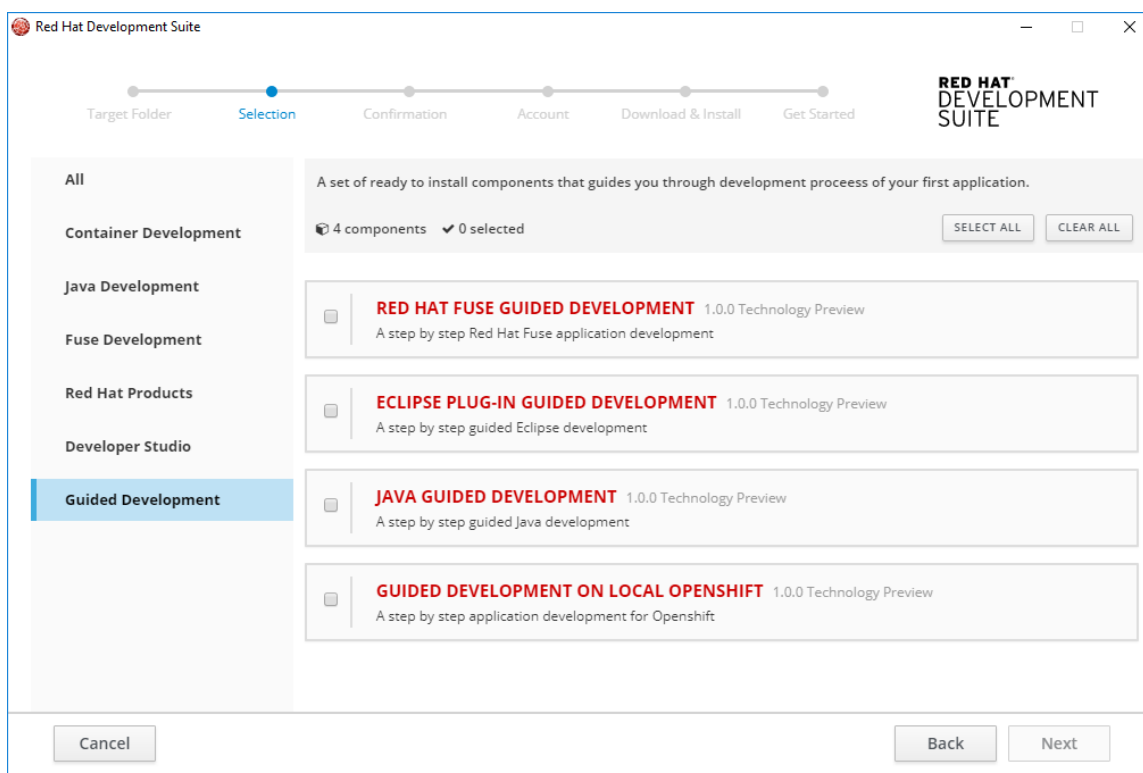 Red Hat Development Suite
RED HAT
DEVELOPMENT
SUITE
Target Folder
Selection
Confirmation
Account
Download & Install
Get Started
All
Container Development
Java Development
Fuse Development
Red Hat Products
Developer Studio
Guided Development
A set of ready to install components that guides you through development proceess of your first application.
4 components 0 selected
SELECT ALL
CLEAR ALL
RED HAT FUSE GUIDED DEVELOPMENT 1.0.0 Technology Preview
A step by step Red Hat Fuse application development
ECLIPSE PLUG-IN GUIDED DEVELOPMENT 1.0.0 Technology Preview
A step by step guided Eclipse development
JAVA GUIDED DEVELOPMENT 1.0.0 Technology Preview
A step by step guided Java development
GUIDED DEVELOPMENT ON LOCAL OPENSHIFT 1.0.0 Technology Preview
A step by step application development for Openshift
Cancel
Back
Next